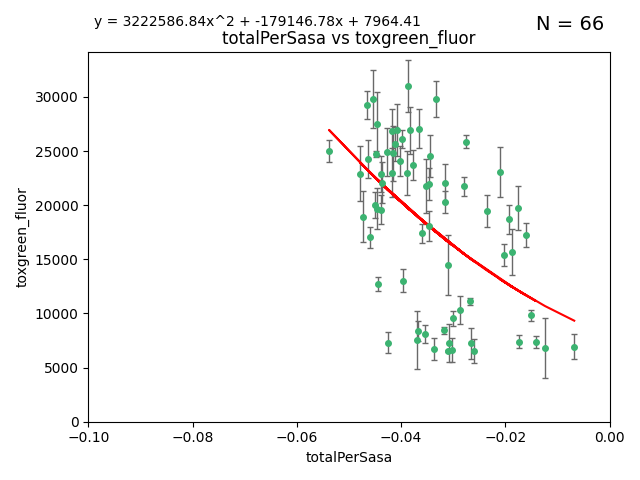 y = 3222586.84x^2 + -179146.78x + 7964.41
N = 66
totalPerSasa vs toxgreen_fluor
toxgreen_fluor
30000
25000
20000
15000
10000
5000
0
−0.10
−0.08
−0.06
−0.04
−0.02
0.00
totalPerSasa